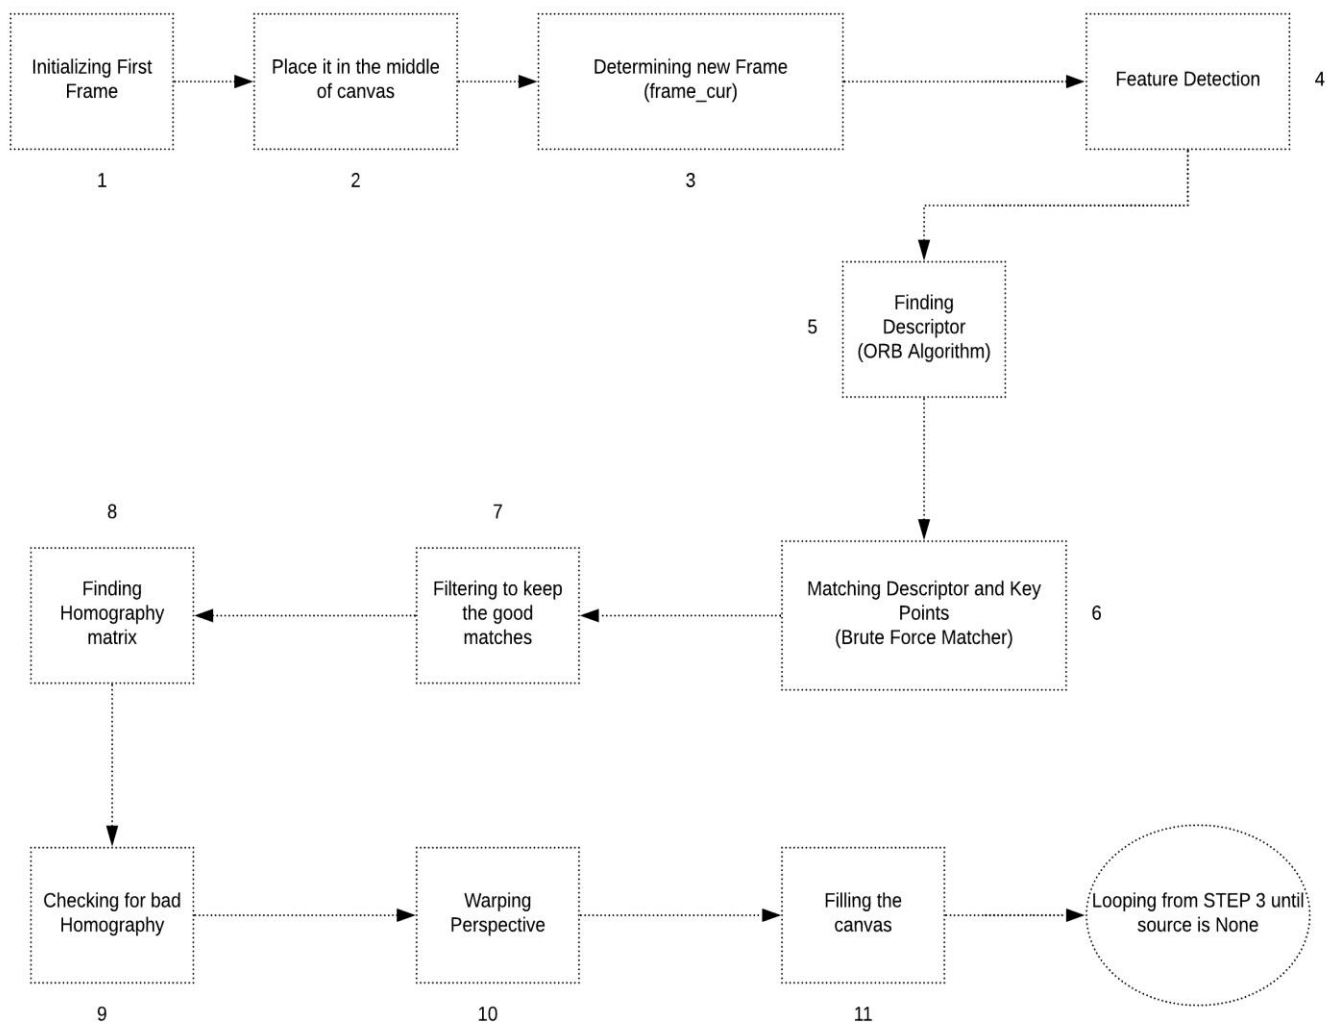 Initializing First
Frame
1
Place it in the middle
of canvas
2
Determining new Frame
(frame_cur)
3
Feature Detection
4
Finding
Descriptor
(ORB Algorithm)
5
Matching Descriptor and Key
Points
(Brute Force Matcher)
6
Filtering to keep
the good
matches
7
Finding
Homography
matrix
8
Checking for bad
Homography
9
Warping
Perspective
10
Filling the
canvas
11
Looping from STEP 3 until
source is None